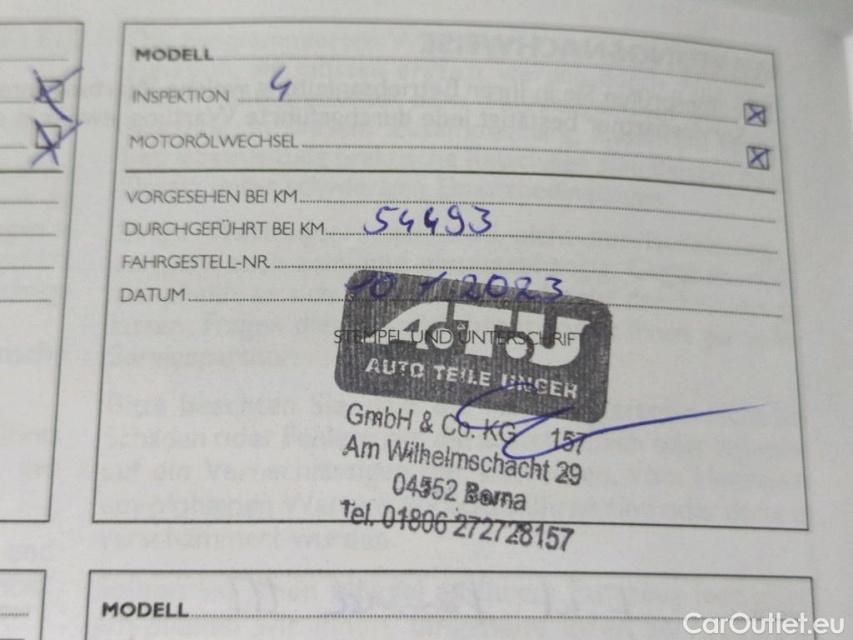 MODELL
INSPEKTION 4
MOTORÖLWECHSEL
VORGESEHEN BEI KM
DURCHGEFÜHRT BEI KM 54493
FAHRGESTELL-NR.
DATUM 10 1 2023
STEMPEL UND UNTERSCHRIFT
A.T.U
AUTO TEILE UNGER
GmbH & Co. KG 157
Am Wilhelmschacht 29
04552 Borna
Tel. 01806 272728157
MODELL
CarOutlet.eu